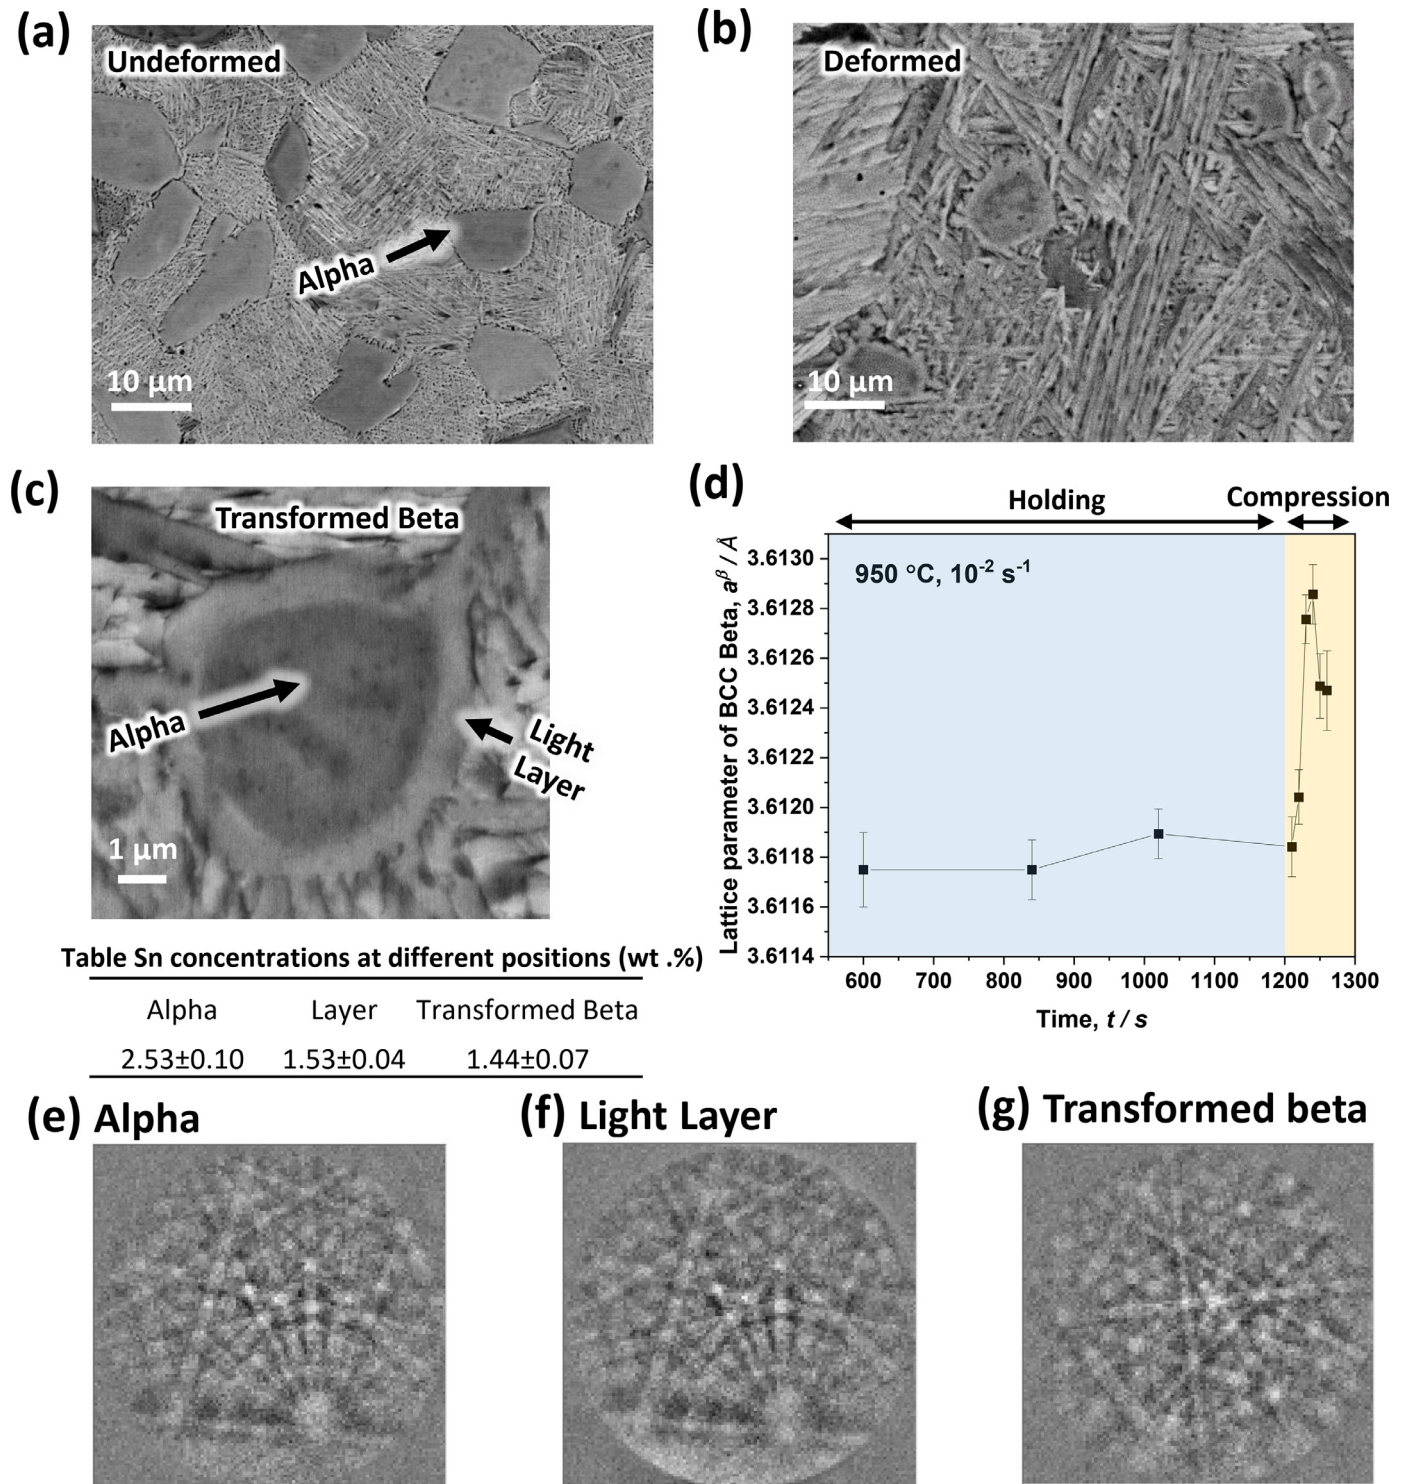 (a)
Undeformed
Alpha
10 μm
(b)
Deformed
10 μm
(c)
Transformed Beta
Alpha
Light
Layer
1 μm
Table Sn concentrations at different positions (wt .%)
Alpha Layer Transformed Beta
2.53±0.10 1.53±0.04 1.44±0.07
(d)
Holding
Compression
950 °C, 10⁻² s⁻¹
Lattice parameter of BCC Beta, aᵝ / Å
3.6130
3.6128
3.6126
3.6124
3.6122
3.6120
3.6118
3.6116
3.6114
600 700 800 900 1000 1100 1200 1300
Time, t / s
(e) Alpha
(f) Light Layer
(g) Transformed beta